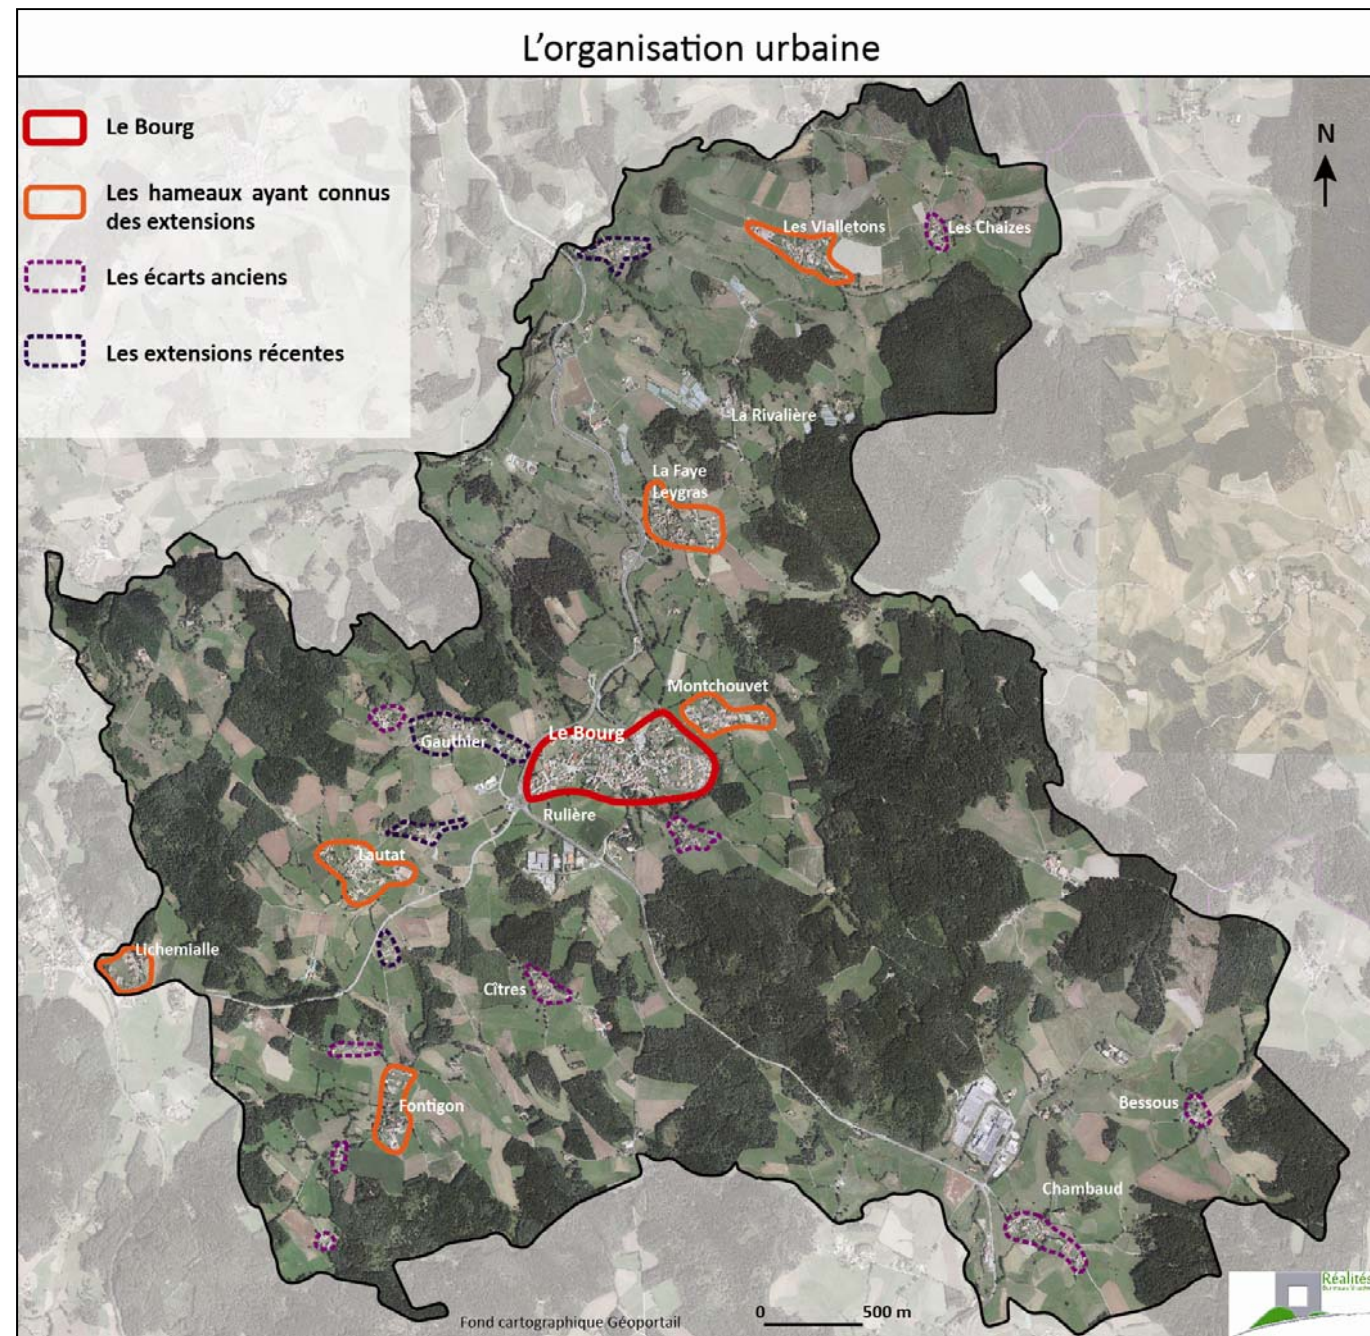 L'organisation urbaine
Le Bourg
Les hameaux ayant connus
des extensions
Les écarts anciens
Les extensions récentes
N
Les Vialletons
Les Chaizes
La Rivalière
La Faye
Leygras
Montchouvet
Le Bourg
Gauthier
Rulière
Lautat
Lichemialle
Cîtres
Fontigon
Bessous
Chambaud
Réalités
0 500 m
Fond cartographique Géoportail